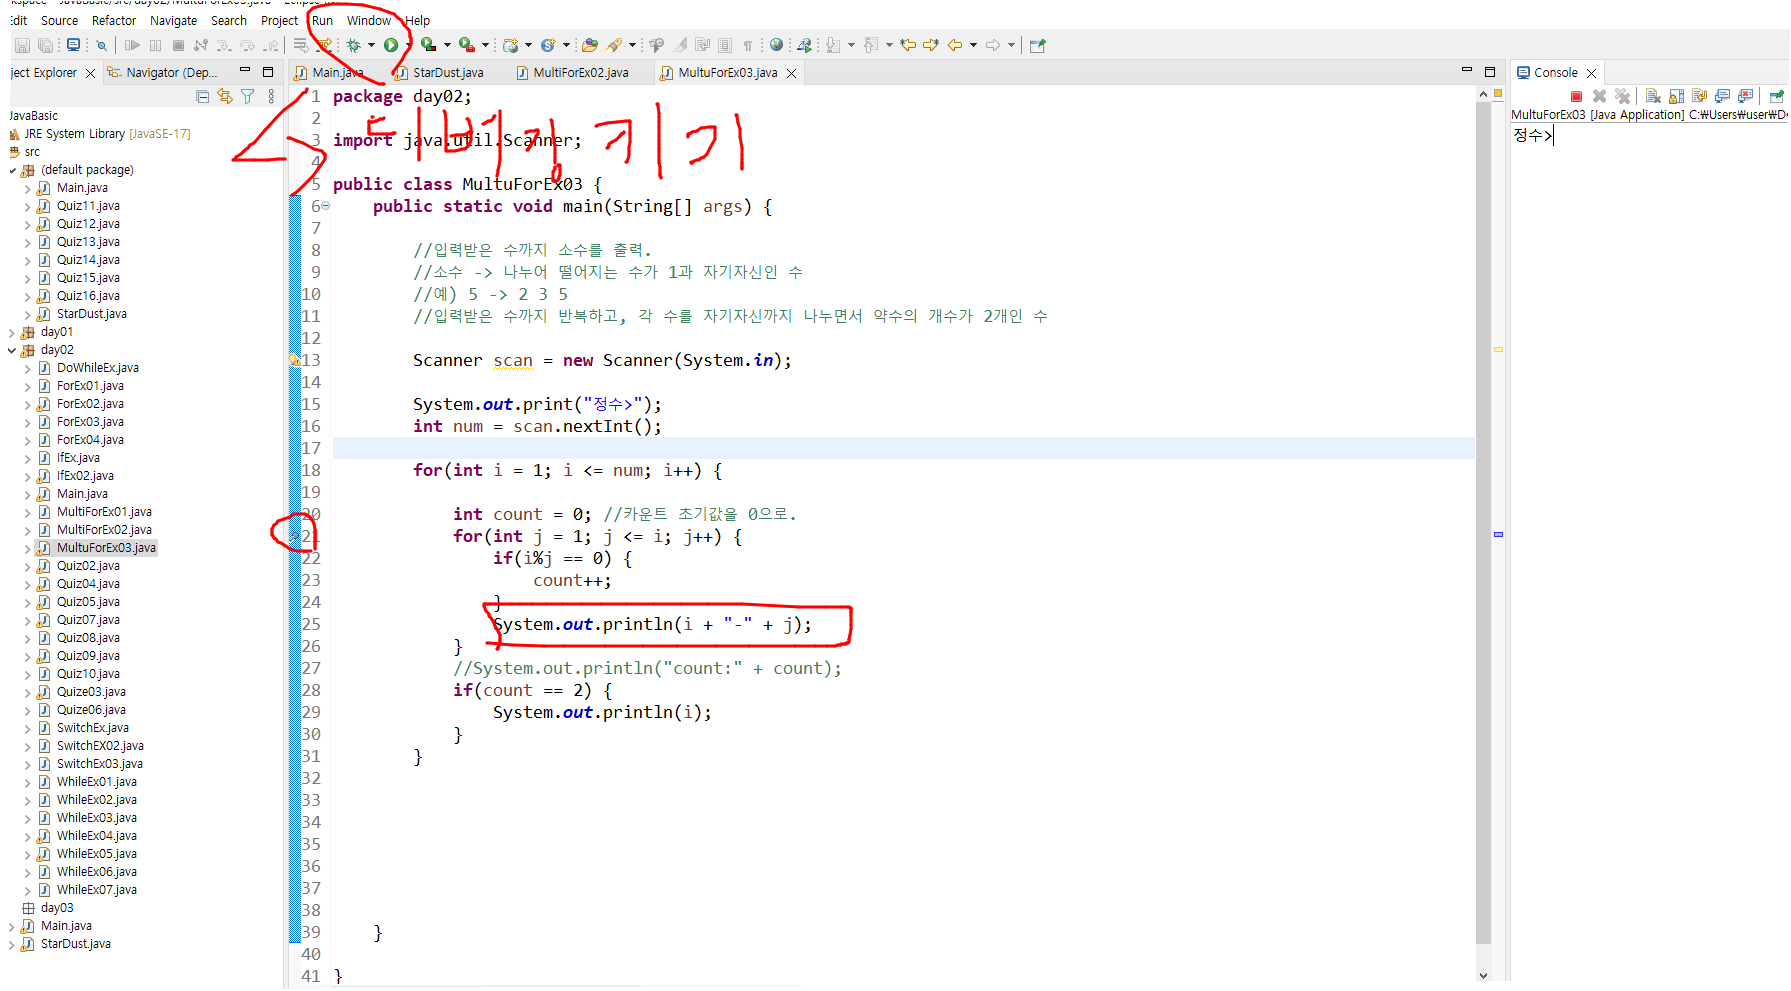 kspace - JavaBasic/src/day02/MultuForEx03.java - Eclipse
Edit Source Refactor Navigate Search Project Run Window Help
ject Explorer Navigator (Dep...
Main.java StarDust.java MultiForEx02.java MultuForEx03.java
Console
MultuForEx03 [Java Application] C:₩Users₩user₩D
정수>
JavaBasic
JRE System Library [JavaSE-17]
src
(default package)
Main.java
Quiz11.java
Quiz12.java
Quiz13.java
Quiz14.java
Quiz15.java
Quiz16.java
StarDust.java
day01
day02
DoWhileEx.java
ForEx01.java
ForEx02.java
ForEx03.java
ForEx04.java
IfEx.java
IfEx02.java
Main.java
MultiForEx01.java
MultiForEx02.java
MultuForEx03.java
Quiz02.java
Quiz04.java
Quiz05.java
Quiz07.java
Quiz08.java
Quiz09.java
Quiz10.java
Quize03.java
Quize06.java
SwitchEx.java
SwitchEX02.java
SwitchEx03.java
WhileEx01.java
WhileEx02.java
WhileEx03.java
WhileEx04.java
WhileEx05.java
WhileEx06.java
WhileEx07.java
day03
Main.java
StarDust.java
디버깅 키기
1 package day02;
2
3 import java.util.Scanner;
4
5 public class MultuForEx03 {
6 public static void main(String[] args) {
7
8 //입력받은 수까지 소수를 출력.
9 //소수 -> 나누어 떨어지는 수가 1과 자기자신인 수
10 //예) 5 -> 2 3 5
11 //입력받은 수까지 반복하고, 각 수를 자기자신까지 나누면서 약수의 개수가 2개인 수
12
13 Scanner scan = new Scanner(System.in);
14
15 System.out.print("정수>");
16 int num = scan.nextInt();
17
18 for(int i = 1; i <= num; i++) {
19
20 int count = 0; //카운트 초기값을 0으로.
21 for(int j = 1; j <= i; j++) {
22 if(i%j == 0) {
23 count++;
24 }
25 System.out.println(i + "-" + j);
26 }
27 //System.out.println("count:" + count);
28 if(count == 2) {
29 System.out.println(i);
30 }
31 }
32
33
34
35
36
37
38
39 }
40
41 }